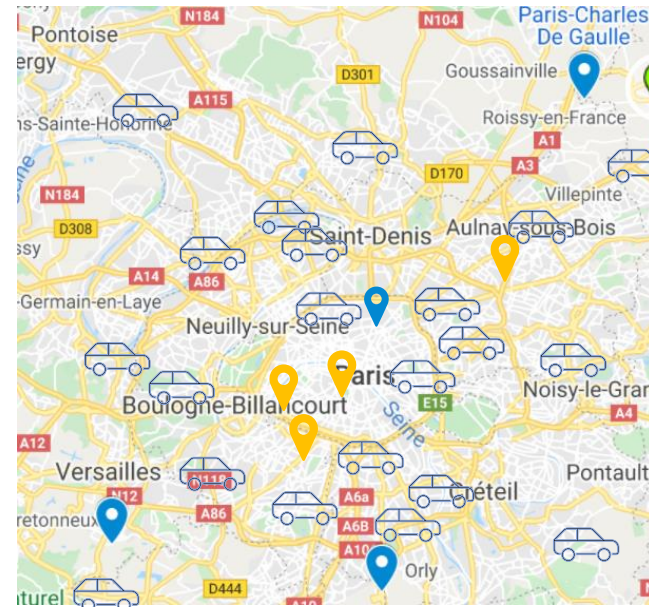 N184
N104
Paris-Charles
De Gaulle
Pontoise
ergy
D301
Goussainville
A115
ns-Sainte-Honorine
Roissy-en-France
A1
A3
D170
N184
Villepinte
D308
Saint-Denis
Aulnay-sous-Bois
ssy
A14
A86
-Germain-en-Laye
Neuilly-sur-Seine
Paris
Noisy-le-Gran
Boulogne-Billancourt
E15
A4
Seine
A12
Versailles
N118
Pontault
N12
A6a
Créteil
retonneux
A86
A6B
A10
Orly
D444
turel
A10